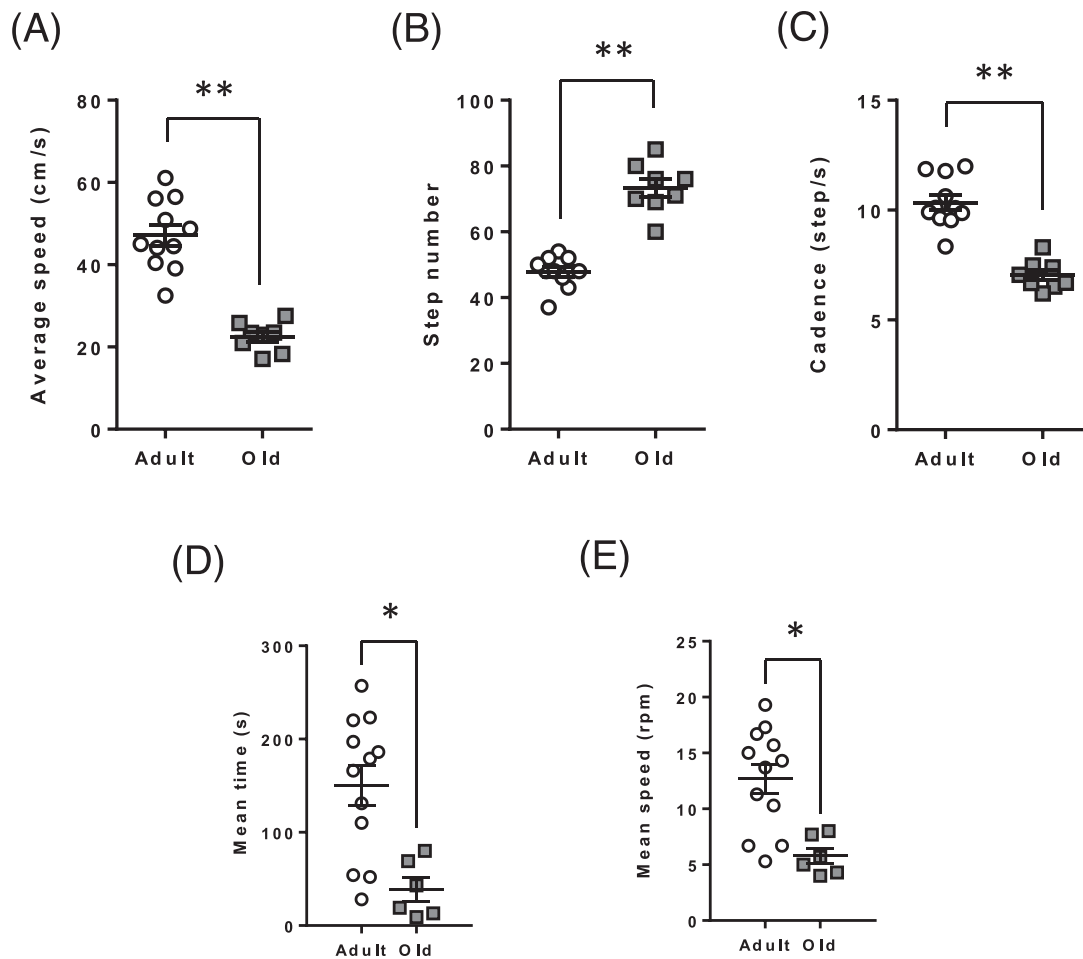 (A)
**
Average speed (cm/s)
80
60
40
20
0
Adult Old
(B)
**
Step number
100
80
60
40
20
0
Adult Old
(C)
**
Cadence (step/s)
15
10
5
0
Adult Old
(D)
*
Mean time (s)
300
200
100
0
Adult Old
(E)
*
Mean speed (rpm)
25
20
15
10
5
0
Adult Old